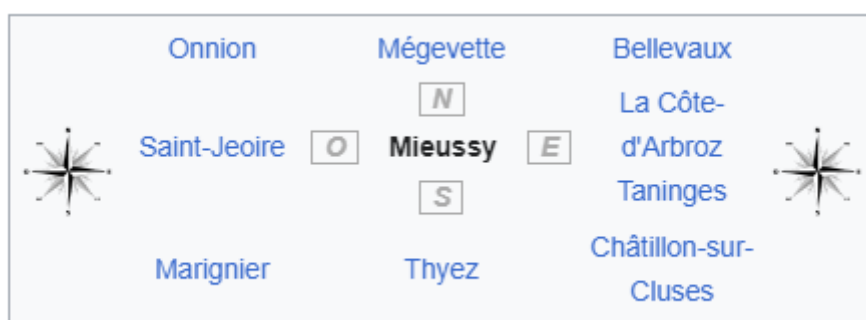 Onnion Mégevette Bellevaux
N
La Côte-
Saint-Jeoire O Mieussy E d'Arbroz
Taninges
S
Marignier Thyez Châtillon-sur-
Cluses